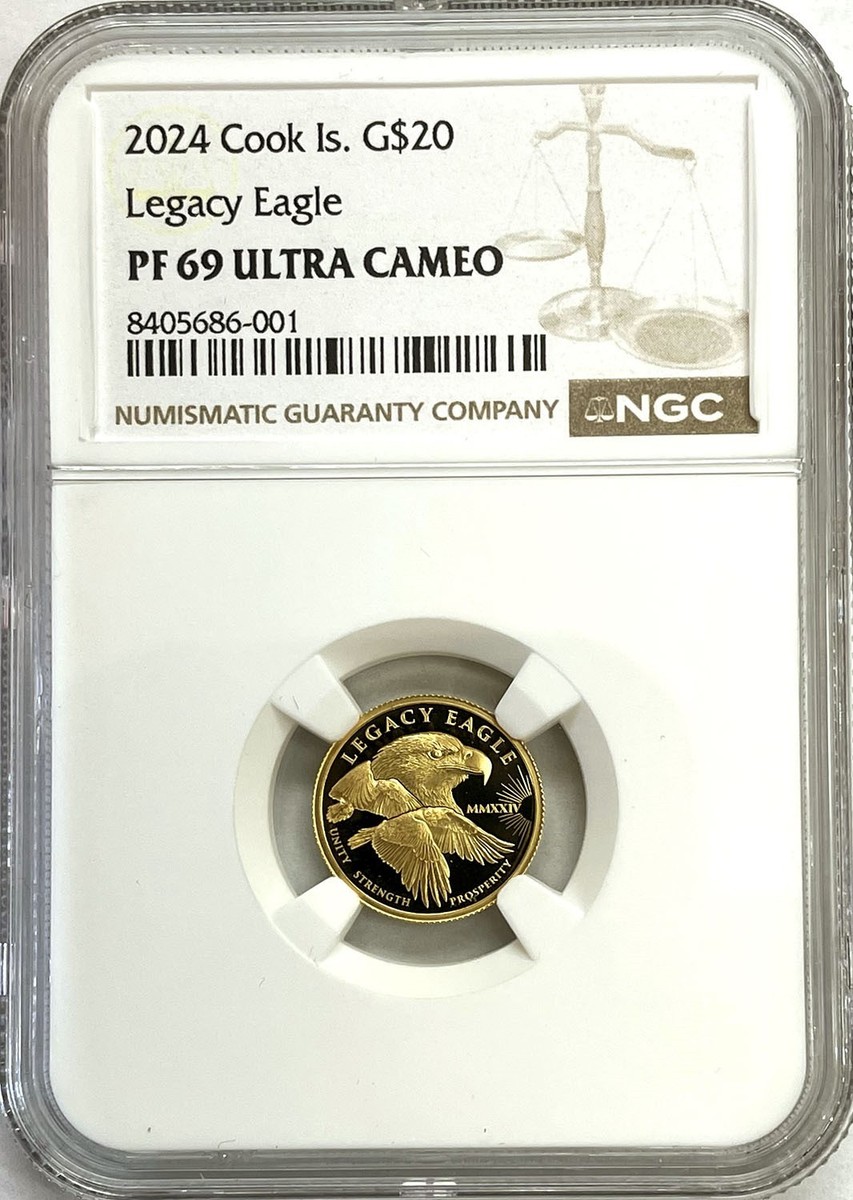 2024 Cook Is. G$20
Legacy Eagle
PF 69 ULTRA CAMEO
8405686-001
NUMISMATIC GUARANTY COMPANY
NGC
LEGACY EAGLE
MMXXIV
UNITY STRENGTH PROSPERITY